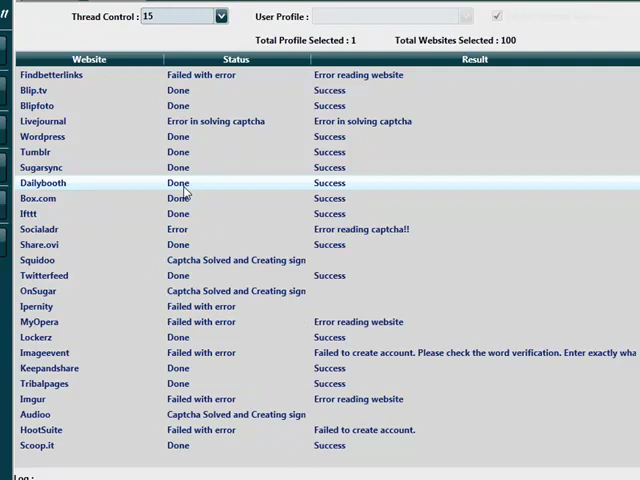 Thread Control : 15 User Profile :
Total Profile Selected : 1 Total Websites Selected : 100
Website Status Result
Findbetterlinks Failed with error Error reading website
Blip.tv Done Success
Blipfoto Done Success
Livejournal Error in solving captcha Error in solving captcha
Wordpress Done Success
Tumblr Done Success
Sugarsync Done Success
Dailybooth Done Success
Box.com Done Success
Ifttt Done Success
Socialadr Error Error reading captcha!!
Share.ovi Done Success
Squidoo Captcha Solved and Creating sign
Twitterfeed Done Success
OnSugar Captcha Solved and Creating sign
Ipernity Failed with error
MyOpera Failed with error Error reading website
Lockerz Done Success
Imageevent Failed with error Failed to create account. Please check the word verification. Enter exactly wha
Keepandshare Done Success
Tribalpages Done Success
Imgur Failed with error Error reading website
Audioo Captcha Solved and Creating sign
HootSuite Failed with error Failed to create account.
Scoop.it Done Success
Log :